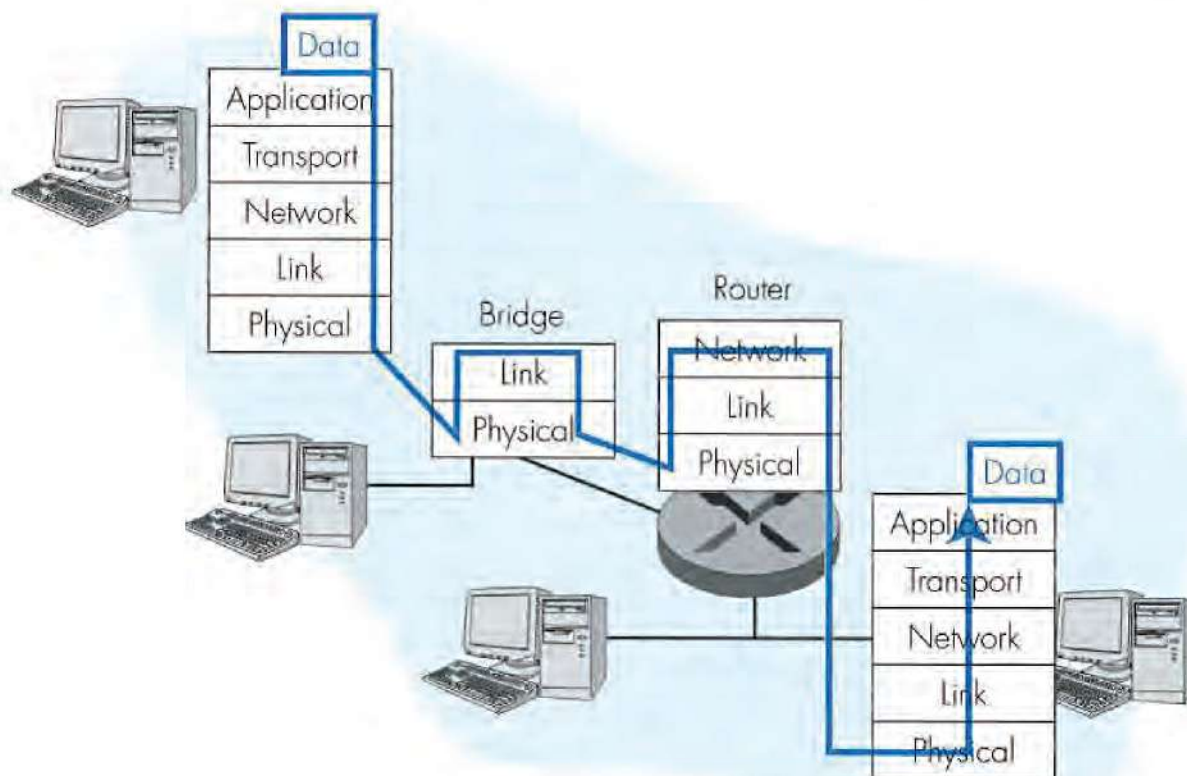 Data
Application
Transport
Network
Link
Physical
Bridge
Link
Physical
Router
Network
Link
Physical
Data
Application
Transport
Network
Link
Physical